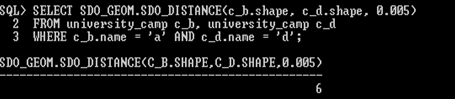 SQL> SELECT SDO_GEOM.SDO_DISTANCE(c_b.shape, c_d.shape, 0.005)
2 FROM university_camp c_b, university_camp c_d
3 WHERE c_b.name = 'a' AND c_d.name = 'd';
SDO_GEOM.SDO_DISTANCE(C_B.SHAPE,C_D.SHAPE,0.005)
------------------------------------------------
6